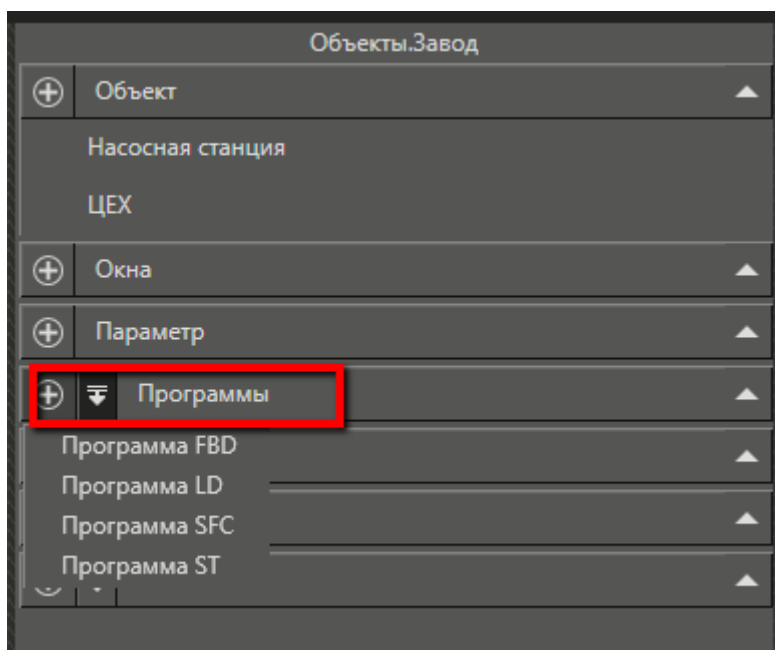 Объекты.Завод
Объект
Насосная станция
ЦЕХ
Окна
Параметр
Программы
Программа FBD
Программа LD
Программа SFC
Программа ST